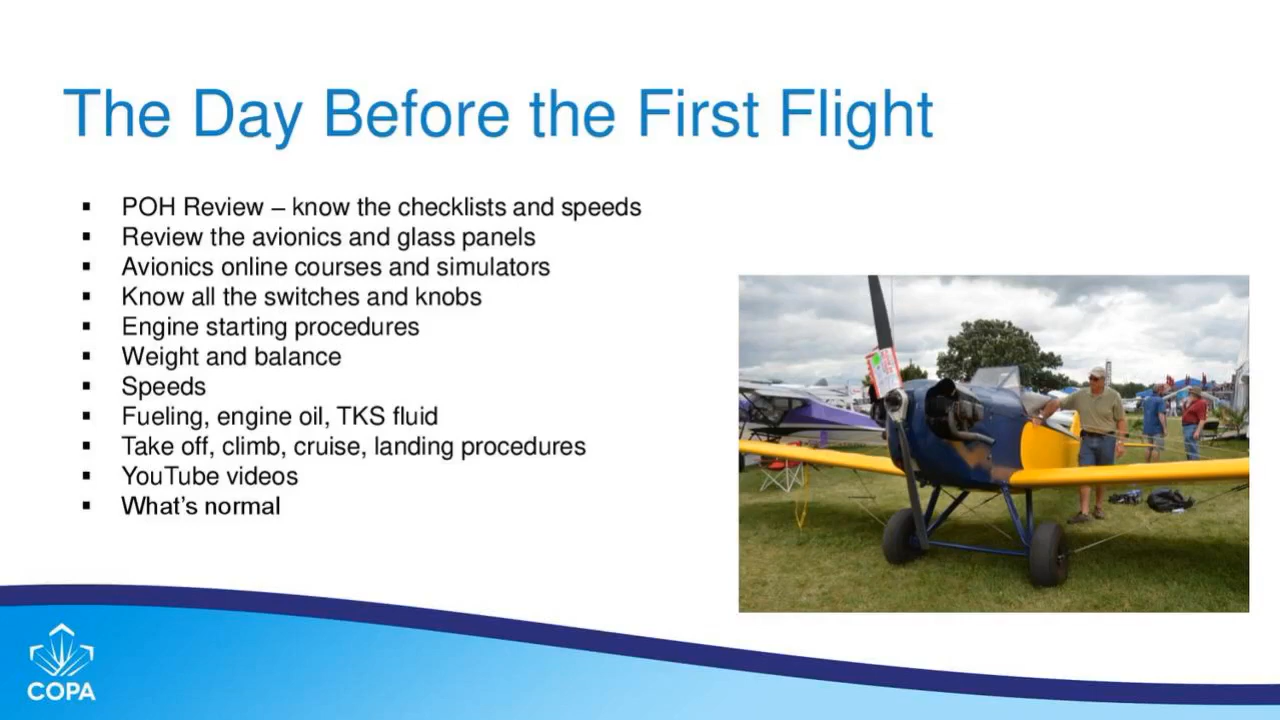 The Day Before the First Flight
▪ POH Review – know the checklists and speeds
▪ Review the avionics and glass panels
▪ Avionics online courses and simulators
▪ Know all the switches and knobs
▪ Engine starting procedures
▪ Weight and balance
▪ Speeds
▪ Fueling, engine oil, TKS fluid
▪ Take off, climb, cruise, landing procedures
▪ YouTube videos
▪ What’s normal
COPA